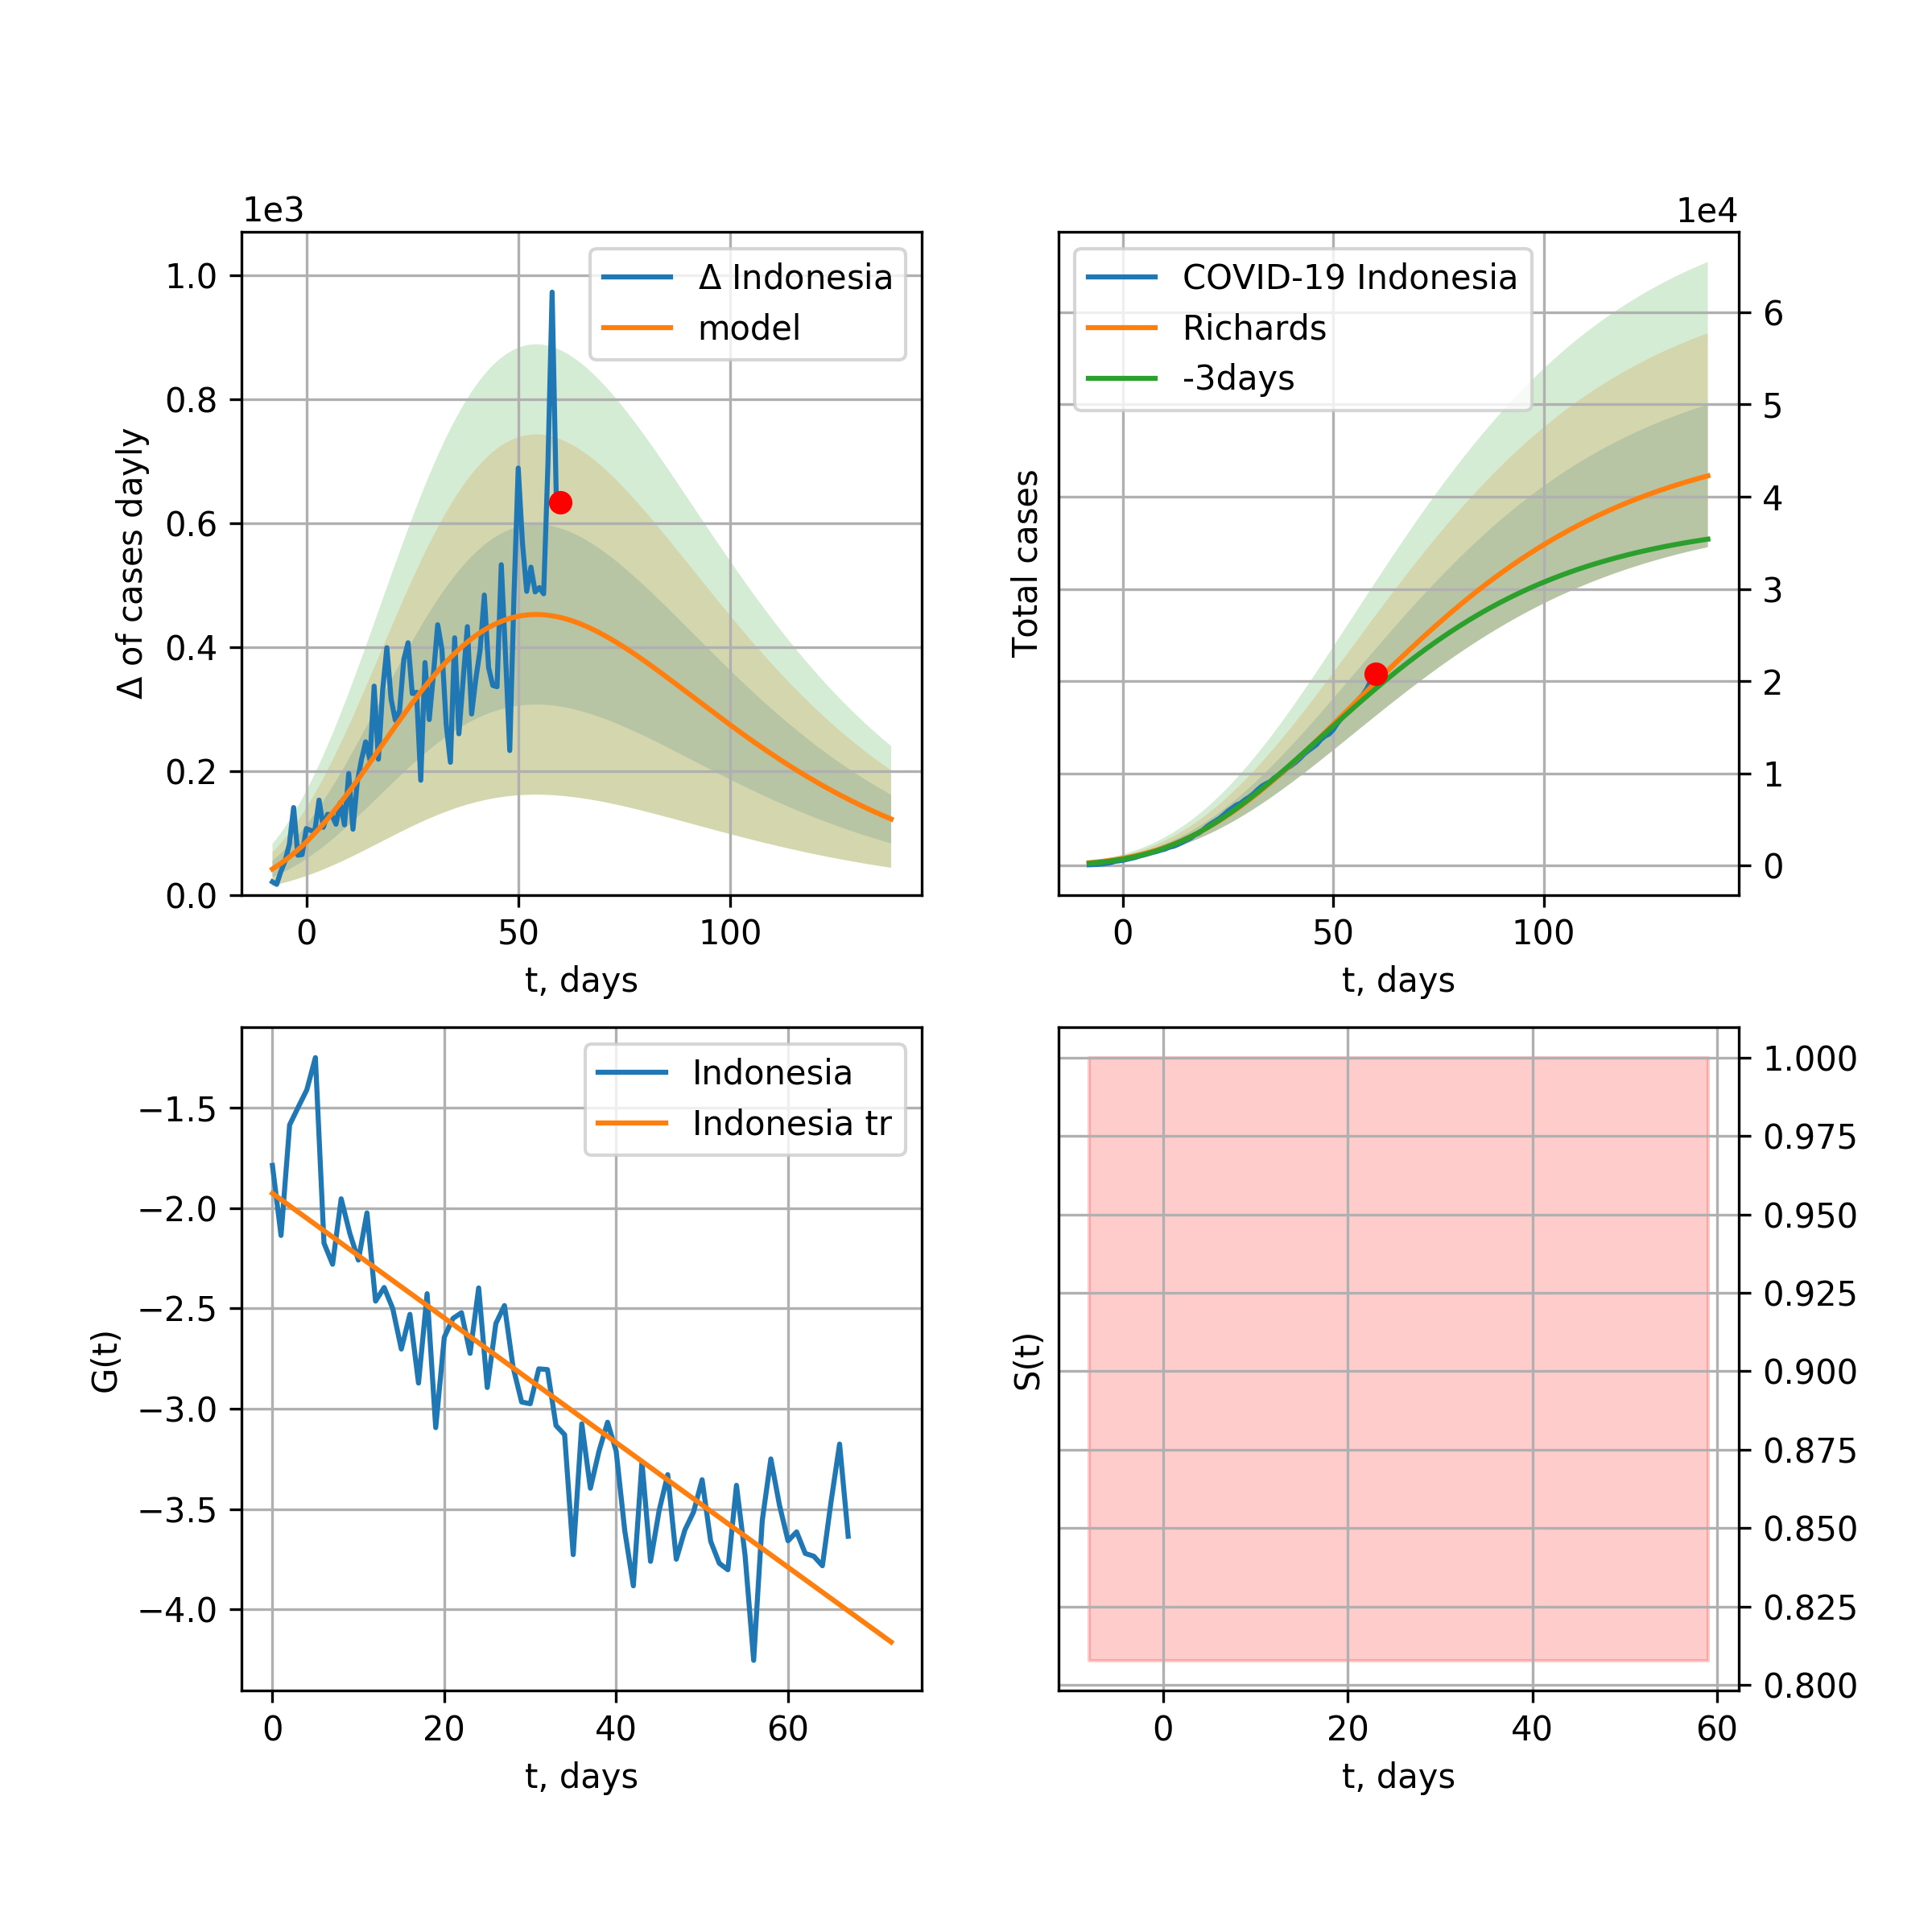 1e3
1.0
0.8
0.6
0.4
0.2
0.0
Δ of cases dayly
Δ Indonesia
model
0
50
100
t, days
1e4
COVID-19 Indonesia
Richards
-3days
Total cases
6
5
4
3
2
1
0
0
50
100
t, days
Indonesia
Indonesia tr
−1.5
−2.0
−2.5
−3.0
−3.5
−4.0
G(t)
0
20
40
60
t, days
S(t)
1.000
0.975
0.950
0.925
0.900
0.875
0.850
0.825
0.800
0
20
40
60
t, days